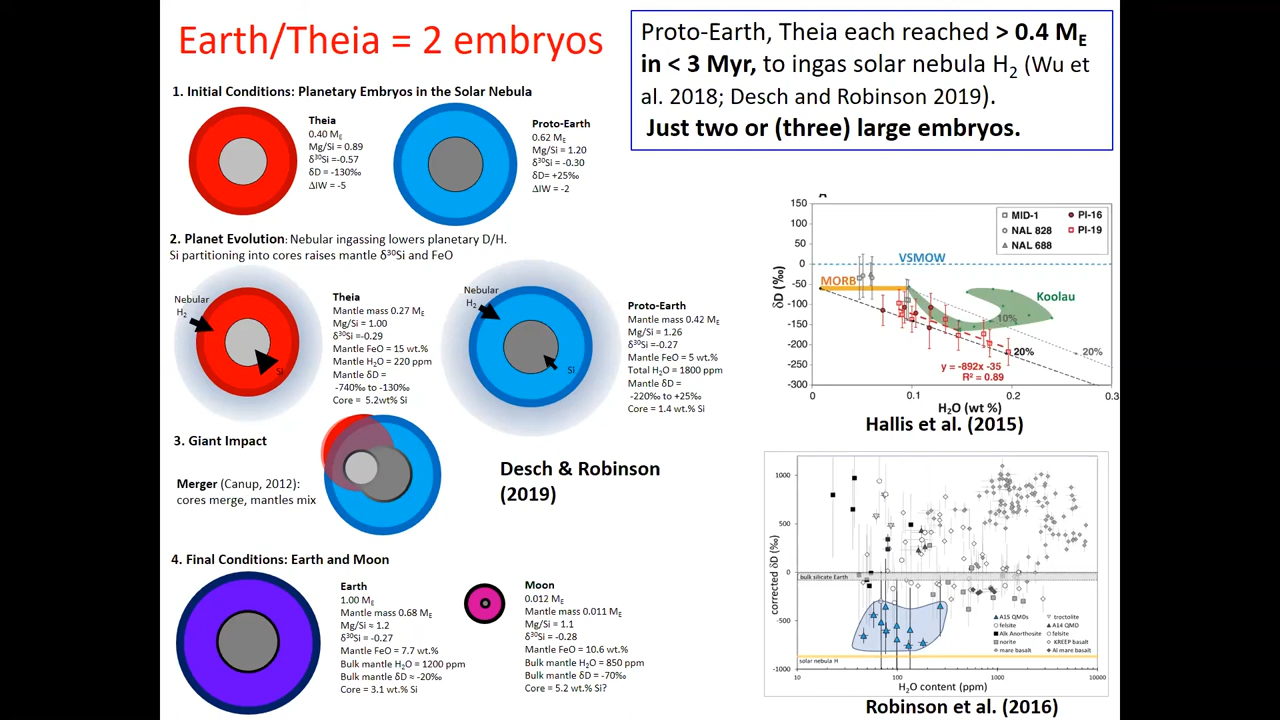 Earth/Theia = 2 embryos
Proto-Earth, Theia each reached > 0.4 M_E
in < 3 Myr, to ingas solar nebula H₂ (Wu et
al. 2018; Desch and Robinson 2019).
Just two or (three) large embryos.
1. Initial Conditions: Planetary Embryos in the Solar Nebula
Theia
0.40 M_E
Mg/Si = 0.89
δ³⁰Si =-0.57
δD = -130‰
ΔIW = -5
Proto-Earth
0.62 M_E
Mg/Si = 1.20
δ³⁰Si = -0.30
δD= +25‰
ΔIW = -2
2. Planet Evolution: Nebular ingassing lowers planetary D/H.
Si partitioning into cores raises mantle δ³⁰Si and FeO
Nebular
H₂
Si
Theia
Mantle mass 0.27 M_E
Mg/Si = 1.00
δ³⁰Si =-0.29
Mantle FeO = 15 wt.%
Mantle H₂O = 220 ppm
Mantle δD =
-740‰ to -130‰
Core = 5.2wt% Si
Nebular
H₂
Si
Proto-Earth
Mantle mass 0.42 M_E
Mg/Si = 1.26
δ³⁰Si =-0.27
Mantle FeO = 5 wt.%
Total H₂O = 1800 ppm
Mantle δD =
-220‰ to +25‰
Core = 1.4 wt.% Si
3. Giant Impact
Merger (Canup, 2012):
cores merge, mantles mix
Desch & Robinson
(2019)
4. Final Conditions: Earth and Moon
Earth
1.00 M_E
Mantle mass 0.68 M_E
Mg/Si ≈ 1.2
δ³⁰Si = -0.27
Mantle FeO = 7.7 wt.%
Bulk mantle H₂O = 1200 ppm
Bulk mantle δD ≈ -20‰
Core = 3.1 wt.% Si
Moon
0.012 M_E
Mantle mass 0.011 M_E
Mg/Si = 1.1
δ³⁰Si = -0.28
Mantle FeO = 10.6 wt.%
Bulk mantle H₂O = 850 ppm
Bulk mantle δD = -70‰
Core = 5.2 wt.% Si?
150
100
50
0
-50
-100
-150
-200
-250
-300
δD (‰)
MID-1
PI-16
NAL 828
PI-19
NAL 688
VSMOW
MORB
Koolau
10%
20%
20%
y = -892x -35
R² = 0.89
0
0.1
0.2
0.3
H₂O (wt %)
Hallis et al. (2015)
1000
500
0
-500
-1000
corrected δD (‰)
bulk silicate Earth
A15 QMDs
troctolite
felsite
A14 QMD
Alk Anorthosite
felsite
norite
KREEP basalt
mare basalt
Al mare basalt
solar nebula H
10
100
1000
10000
H₂O content (ppm)
Robinson et al. (2016)